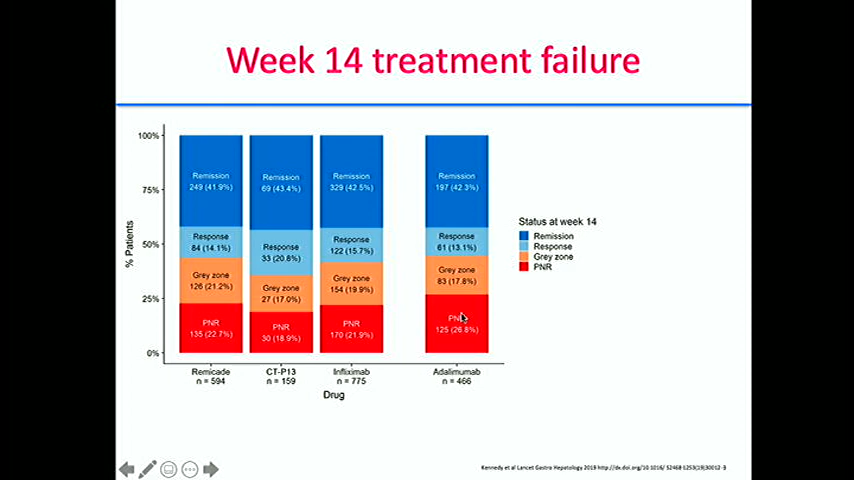 Week 14 treatment failure
100%
75%
50%
25%
0%
% Patients
Remission
249 (41.9%)
Response
84 (14.1%)
Grey zone
126 (21.2%)
PNR
135 (22.7%)
Remission
69 (43.4%)
Response
33 (20.8%)
Grey zone
27 (17.0%)
PNR
30 (18.9%)
Remission
329 (42.5%)
Response
122 (15.7%)
Grey zone
154 (19.9%)
PNR
170 (21.9%)
Remission
197 (42.3%)
Response
61 (13.1%)
Grey zone
83 (17.8%)
PNR
125 (26.8%)
Remicade
n = 594
CT-P13
n = 159
Infliximab
n = 775
Adalimumab
n = 466
Drug
Status at week 14
Remission
Response
Grey zone
PNR
Kennedy et al Lancet Gastro Hepatology 2019 http://dx.doi.org/10.1016/ S2468-1253(19)30012-3